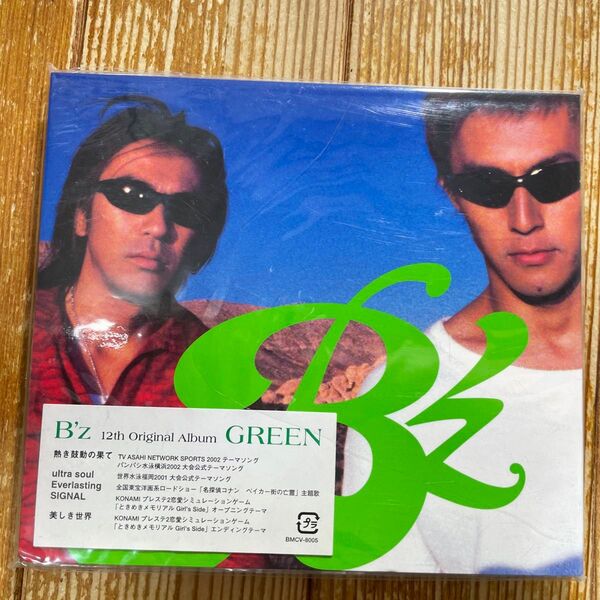 B'z
B'z 12th Original Album GREEN
熱き鼓動の果て TV ASAHI NETWORK SPORTS 2002 テーマソング
パンパシ水泳横浜2002 大会公式テーマソング
ultra soul 世界水泳福岡2001 大会公式テーマソング
Everlasting 全国東宝洋画系ロードショー「名探偵コナン ベイカー街の亡霊」主題歌
SIGNAL KONAMI プレステ2恋愛シミュレーションゲーム
「ときめきメモリアル Girl's Side」オープニングテーマ
美しき世界 KONAMI プレステ2恋愛シミュレーションゲーム
「ときめきメモリアル Girl's Side」エンディングテーマ
プラ
BMCV-8005